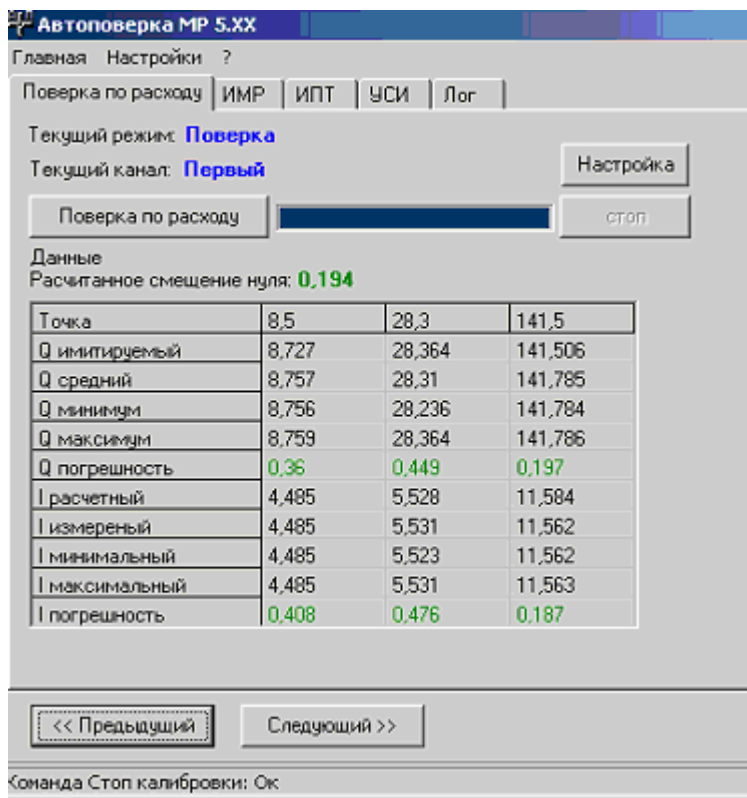 Автоповерка МР 5.XX
Главная Настройки ?
Поверка по расходу ИМР ИПТ УСИ Лог
Текущий режим: Поверка
Текущий канал: Первый
Настройка
Поверка по расходу стоп
Данные
Расчитанное смещение нуля: 0,194
Точка 8,5 28,3 141,5
Q имитируемый 8,727 28,364 141,506
Q средний 8,757 28,31 141,785
Q минимум 8,756 28,236 141,784
Q максимум 8,759 28,364 141,786
Q погрешность 0,36 0,449 0,197
I расчетный 4,485 5,528 11,584
I измереный 4,485 5,531 11,562
I минимальный 4,485 5,523 11,562
I максимальный 4,485 5,531 11,563
I погрешность 0,408 0,476 0,187
<< Предыдущий Следующий >>
Команда Стоп калибровки: Ок